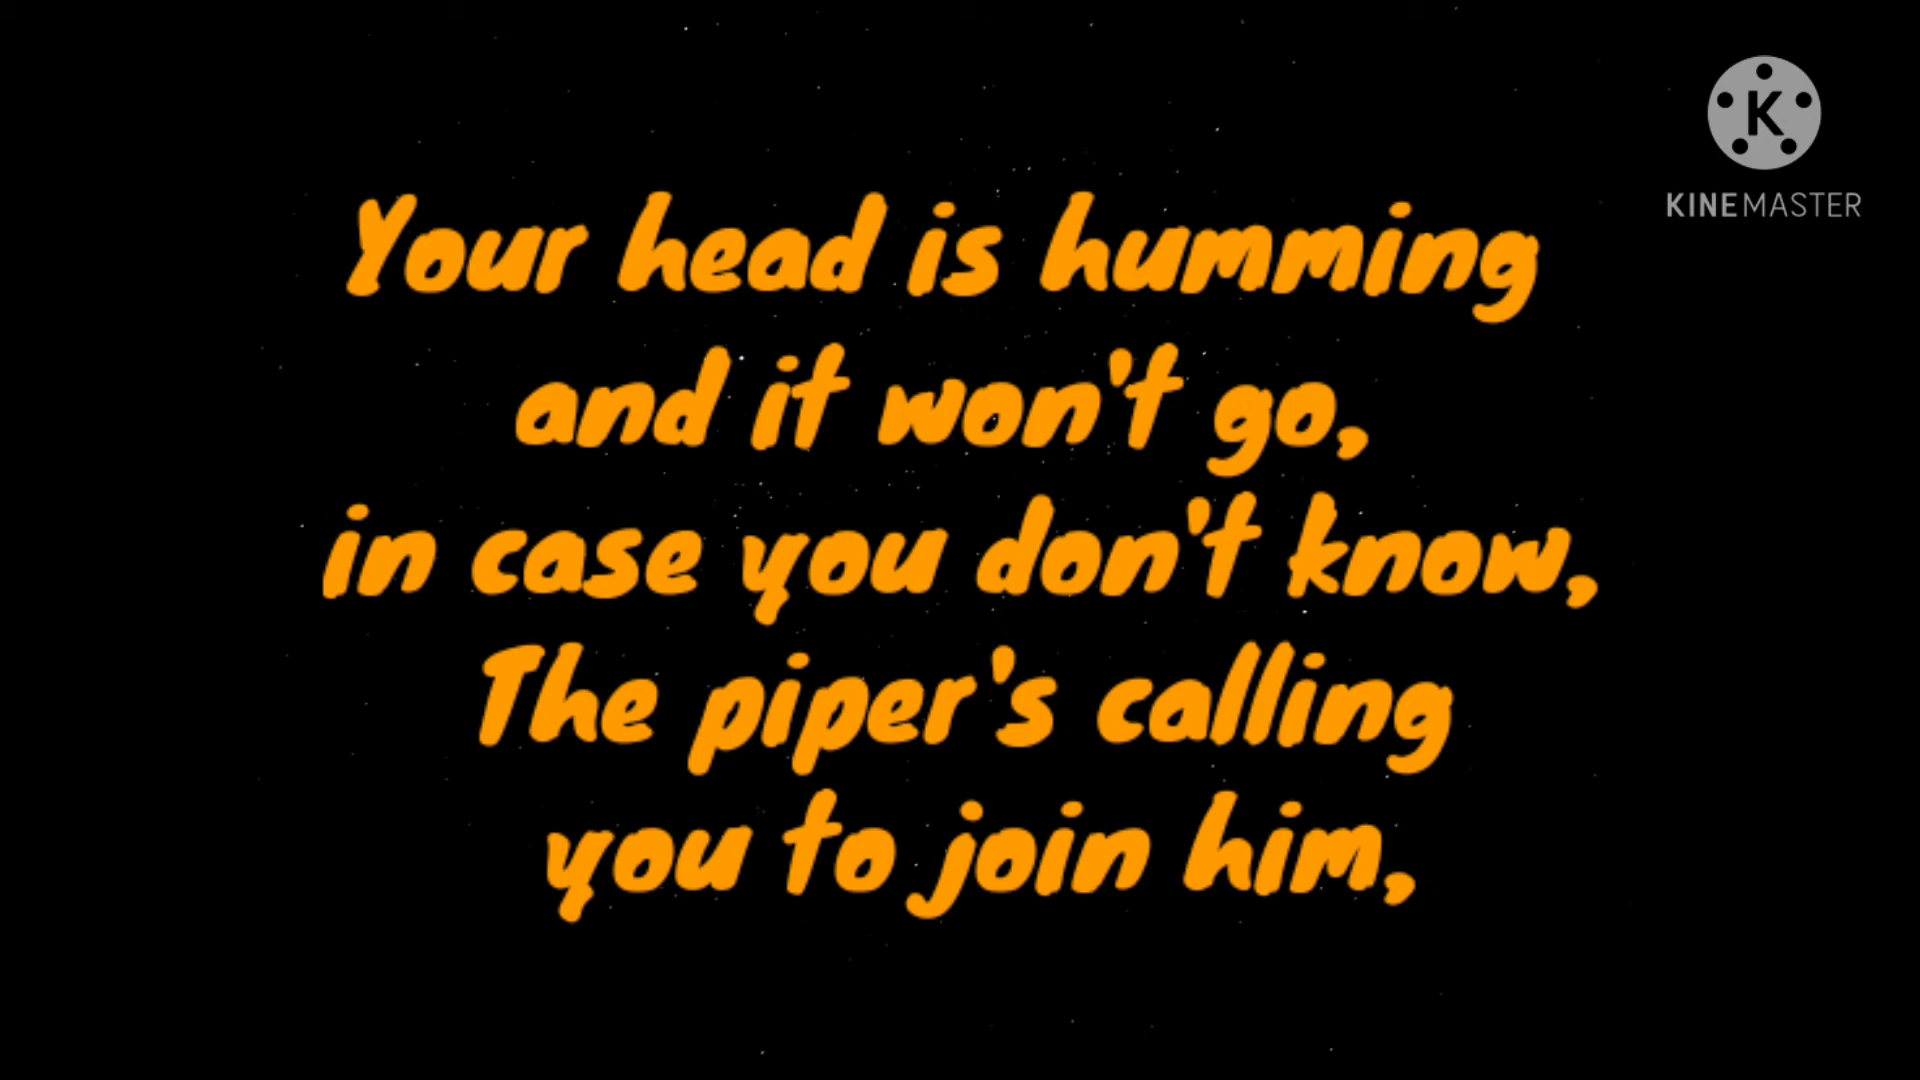 KINEMASTER
Your head is humming
and it won't go,
in case you don't know,
The piper's calling
you to join him,